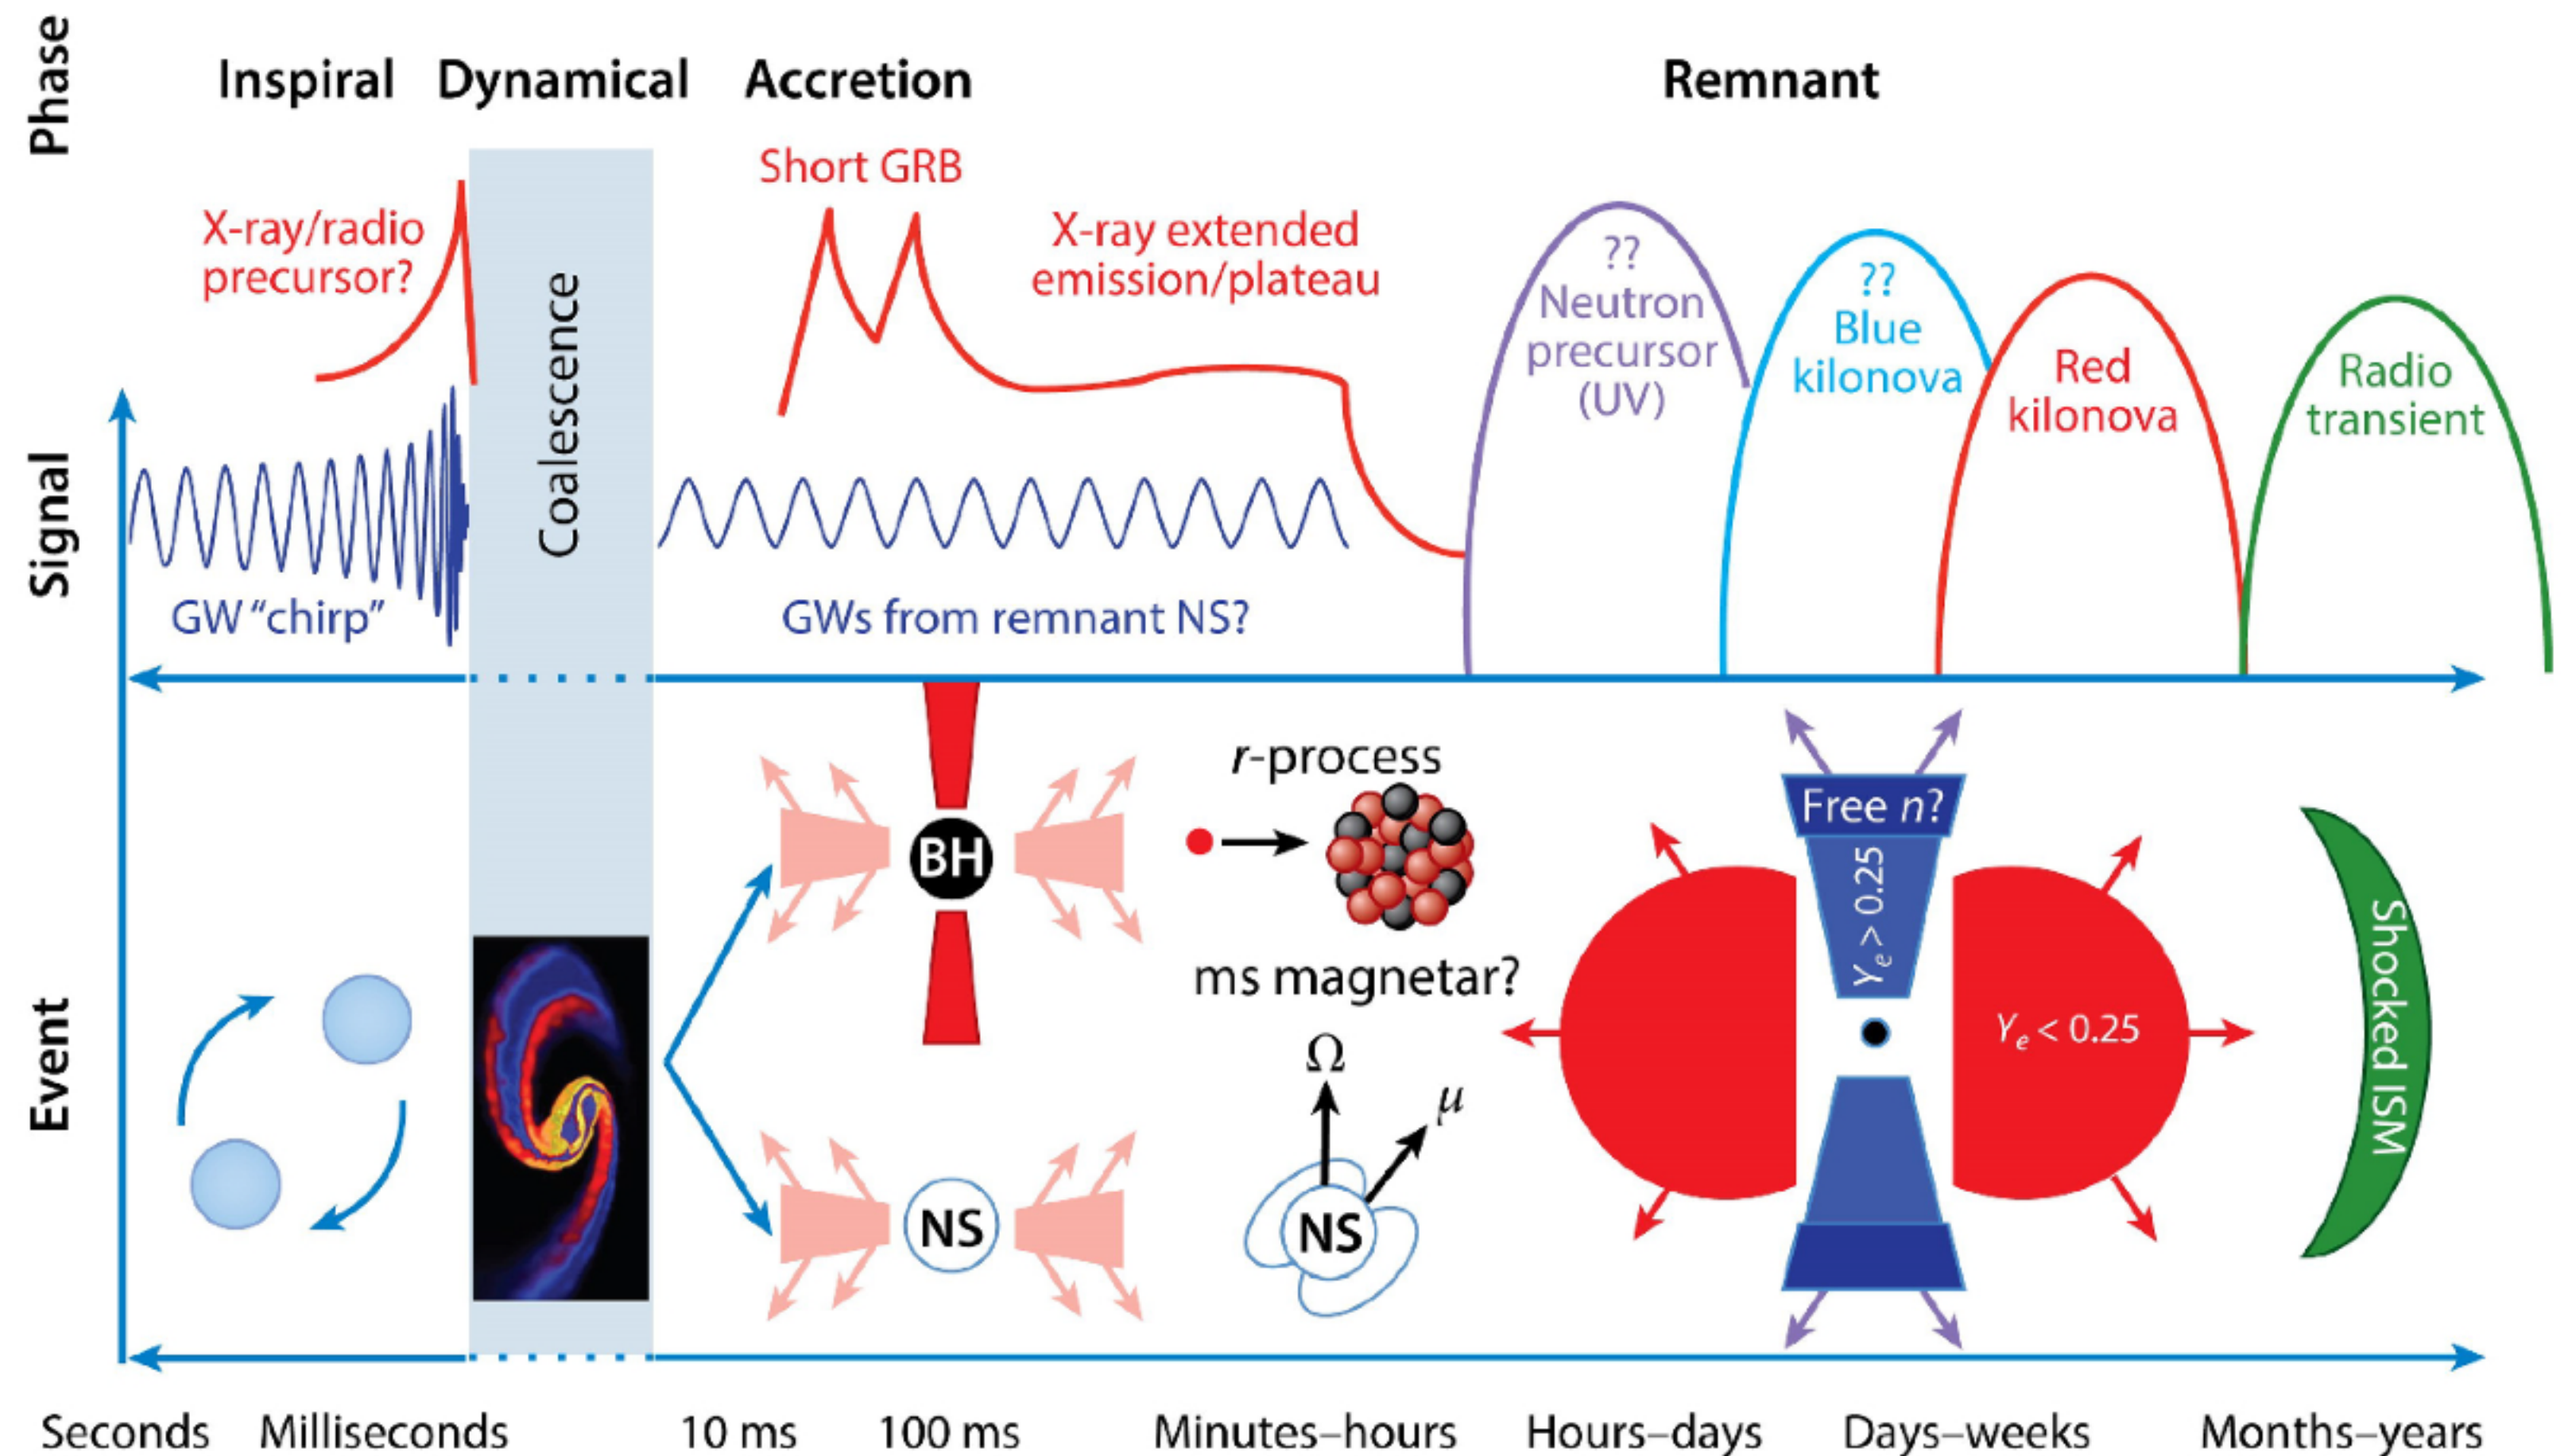 Phase
Inspiral
Dynamical
Accretion
Remnant
Signal
X-ray/radio
precursor?
GW “chirp”
Coalescence
Short GRB
X-ray extended
emission/plateau
GWs from remnant NS?
??
Neutron
precursor
(UV)
??
Blue
kilonova
Red
kilonova
Radio
transient
Event
BH
NS
r-process
ms magnetar?
Ω
μ
NS
Free n?
Ye > 0.25
Ye < 0.25
Shocked ISM
Seconds
Milliseconds
10 ms
100 ms
Minutes–hours
Hours–days
Days–weeks
Months–years